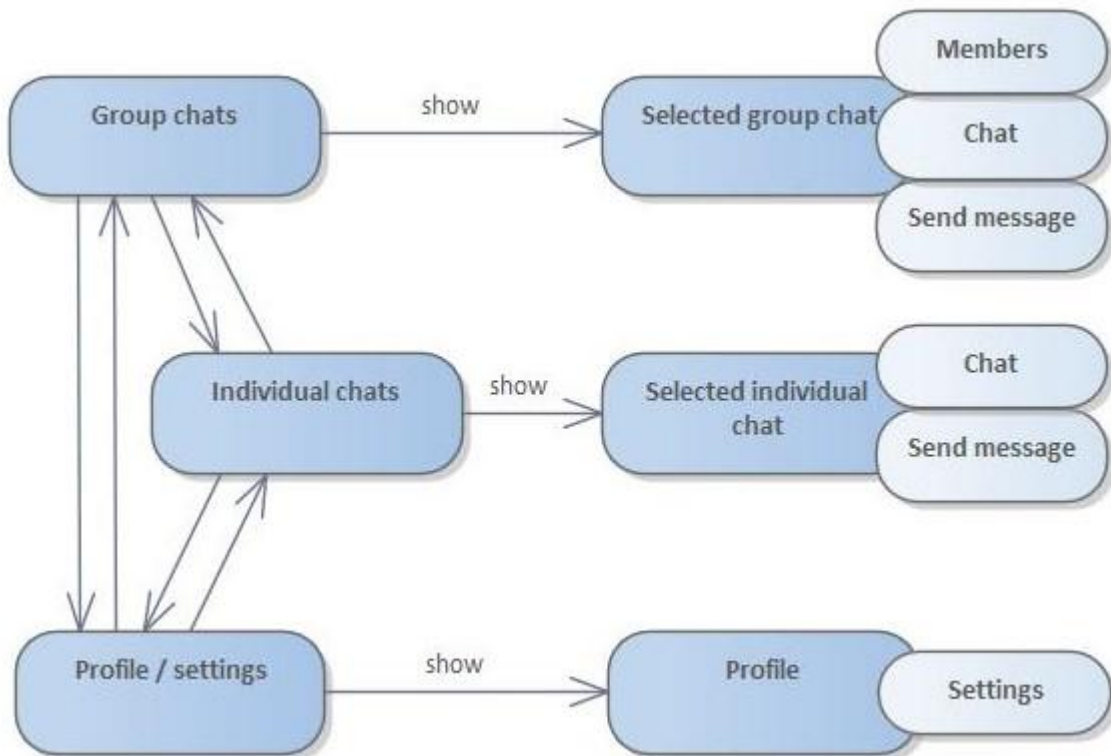 Members
Group chats
show
Selected group chat
Chat
Send message
Individual chats
show
Selected individual
chat
Chat
Send message
Profile / settings
show
Profile
Settings